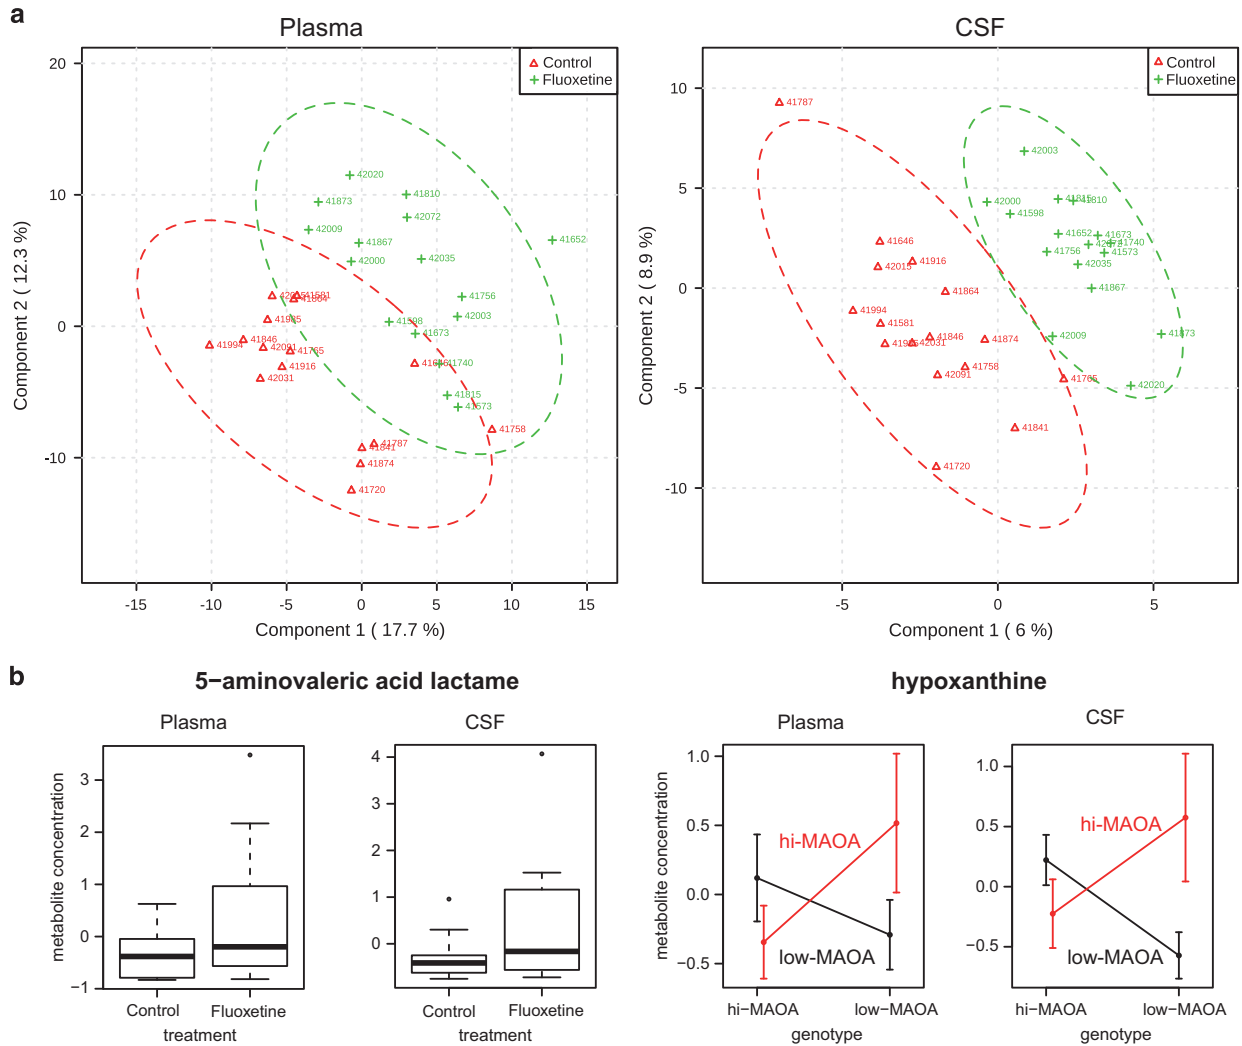 a
Plasma
CSF
Control
Fluoxetine
Control
Fluoxetine
20
10
0
-10
Component 2 ( 12.3 %)
42020
41873
41810
42009
42072
41867
41652
42000
42035
41756
42003
41598
41673
41740
41815
41573
41985
41994
41846
42091
41765
41916
42031
41758
41787
41841
41874
41720
-15
-10
-5
0
5
10
15
Component 1 ( 17.7 %)
10
5
0
-5
-10
Component 2 ( 8.9 %)
41787
42003
42000
41598
41810
41646
41652
41673
41740
41916
42015
41756
41573
42035
41864
41867
41994
41581
41846
42009
41873
42031
41874
41758
42091
41765
42020
41841
41720
-5
0
5
Component 1 ( 6 %)
b
5−aminovaleric acid lactame
hypoxanthine
Plasma
CSF
Plasma
CSF
metabolite concentration
3
2
1
0
−1
Control
Fluoxetine
treatment
4
3
2
1
0
Control
Fluoxetine
treatment
metabolite concentration
1.0
0.5
0.0
−0.5
hi-MAOA
low-MAOA
hi−MAOA
low−MAOA
genotype
1.0
0.5
0.0
−0.5
hi-MAOA
low-MAOA
hi−MAOA
low−MAOA
genotype